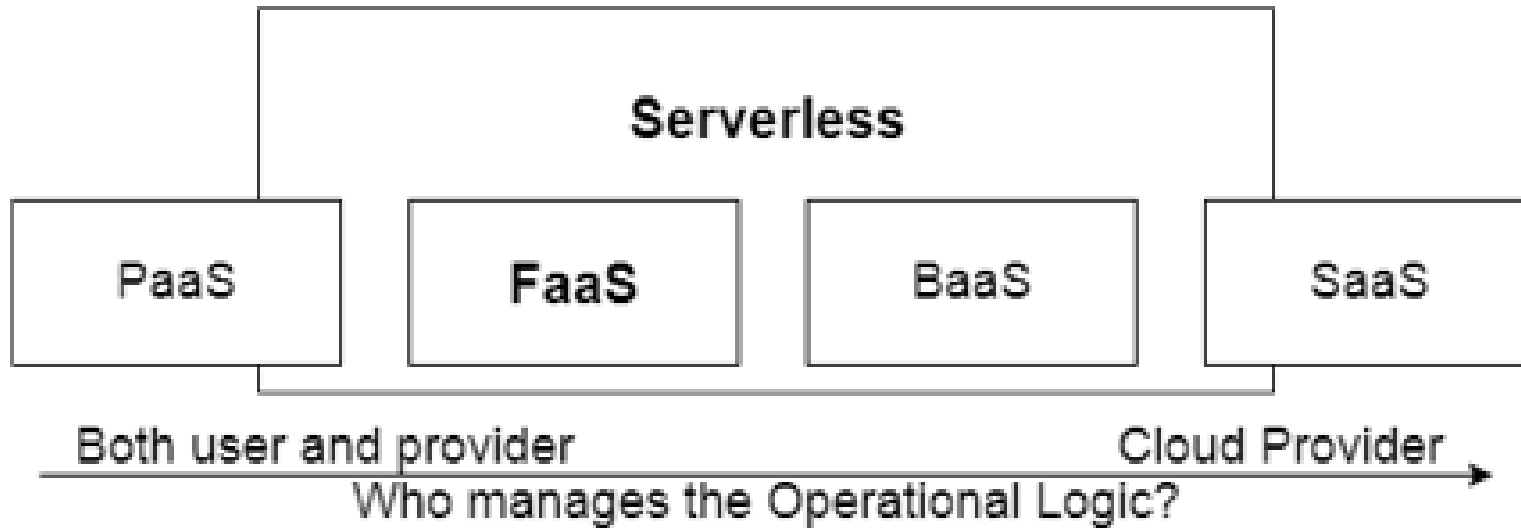 Serverless
PaaS
FaaS
BaaS
SaaS
Both user and provider
Cloud Provider
Who manages the Operational Logic?